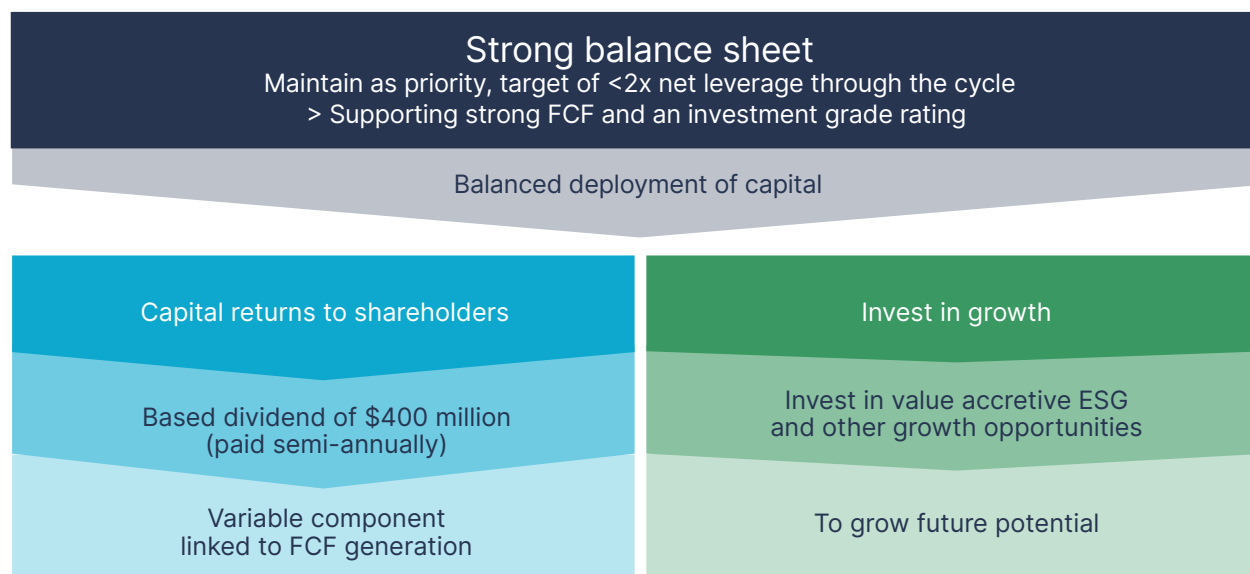 Strong balance sheet
Maintain as priority, target of <2x net leverage through the cycle
> Supporting strong FCF and an investment grade rating
Balanced deployment of capital
Capital returns to shareholders
Based dividend of $400 million
(paid semi-annually)
Variable component
linked to FCF generation
Invest in growth
Invest in value accretive ESG
and other growth opportunities
To grow future potential